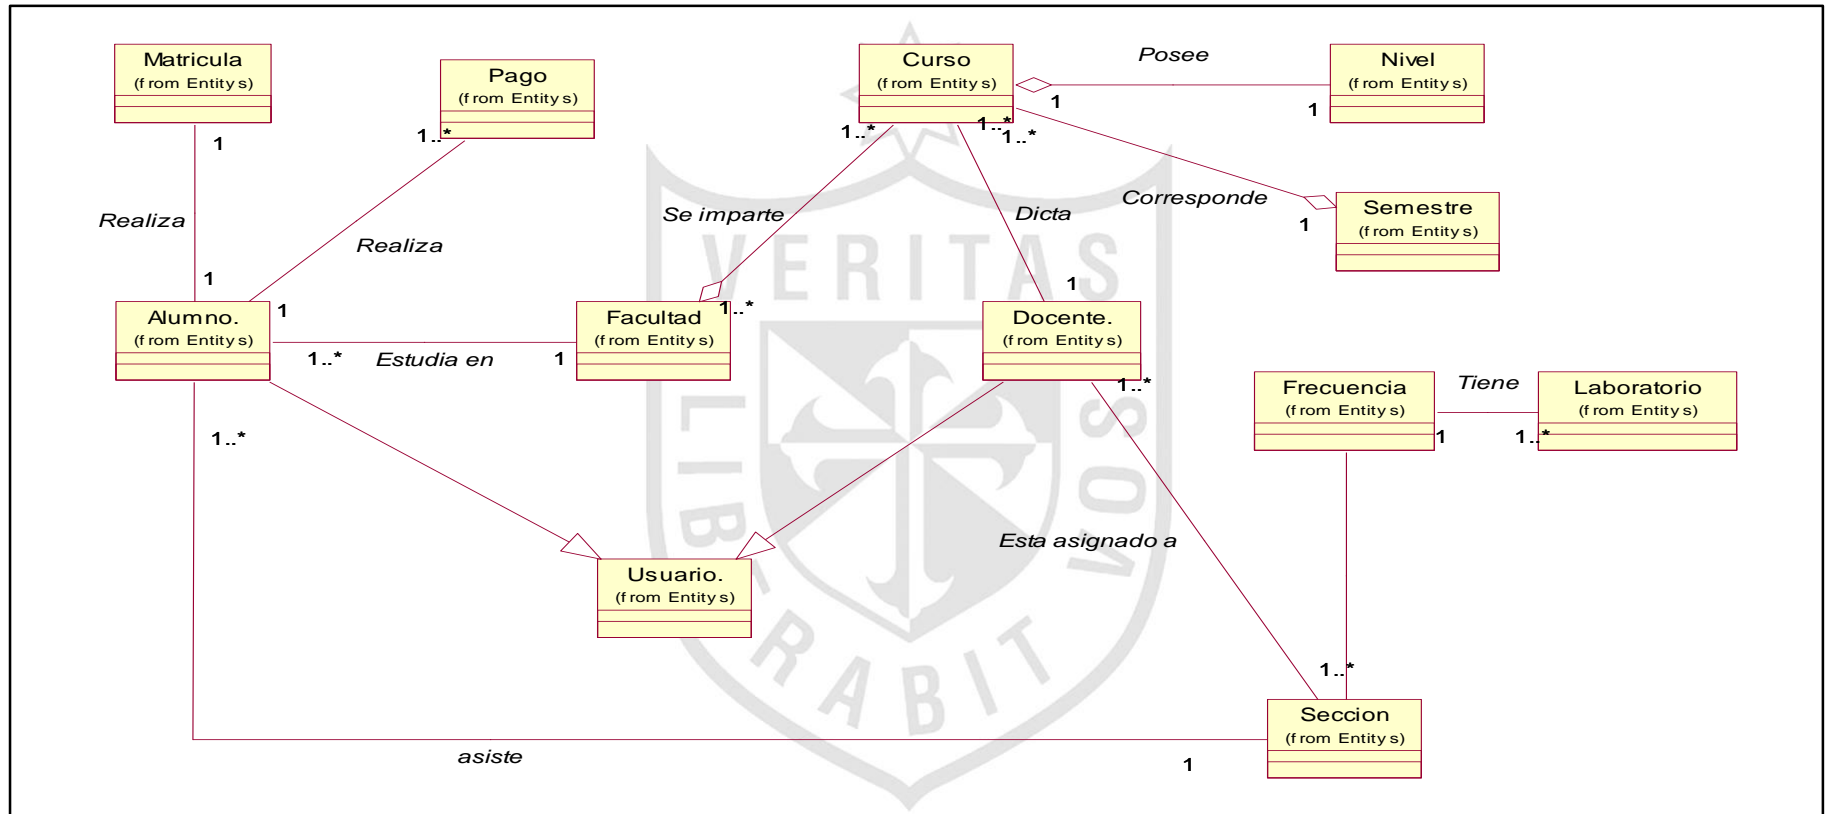 Matricula
(from Entitys)
Pago
(from Entitys)
Curso
(from Entitys)
Posee
Nivel
(from Entitys)
1
1
1
1..*
1..*
1..*
1..*
Realiza
Realiza
Se imparte
Dicta
Corresponde
1
Semestre
(from Entitys)
VERITAS
1
1
1..*
1
Alumno.
(from Entitys)
1..*
Estudia en
1
Facultad
(from Entitys)
Docente.
(from Entitys)
1..*
Frecuencia
(from Entitys)
Tiene
Laboratorio
(from Entitys)
1
1..*
1..*
LIBERABIT
VOS
Esta asignado a
Usuario.
(from Entitys)
1..*
Seccion
(from Entitys)
asiste
1